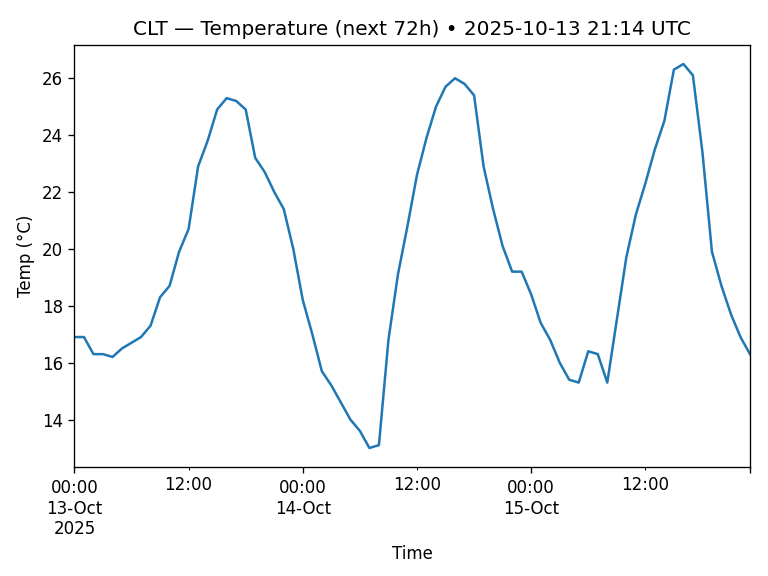 CLT — Temperature (next 72h) • 2025-10-13 21:14 UTC
Temp (°C)
26
24
22
20
18
16
14
00:00 12:00 00:00 12:00 00:00 12:00
13-Oct 14-Oct 15-Oct
2025
Time